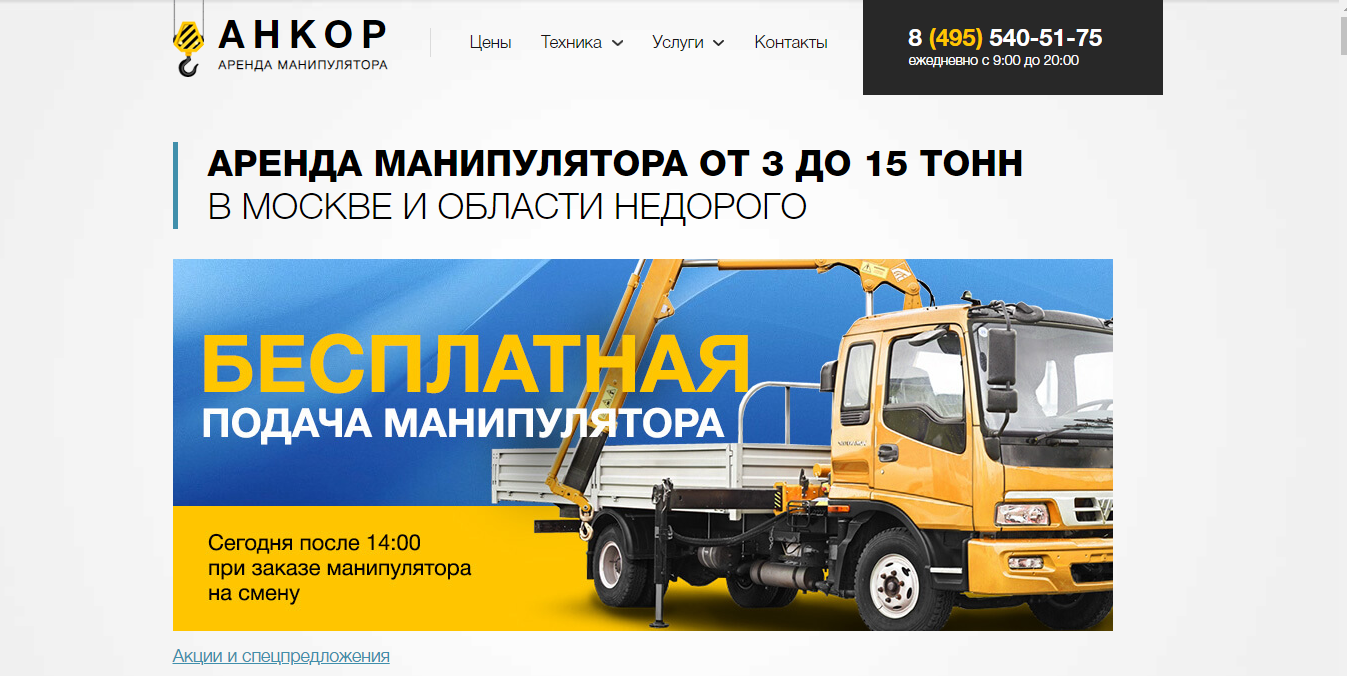 АНКОР
АРЕНДА МАНИПУЛЯТОРА
Цены
Техника
Услуги
Контакты
8 (495) 540-51-75
ежедневно с 9:00 до 20:00
АРЕНДА МАНИПУЛЯТОРА ОТ 3 ДО 15 ТОНН
В МОСКВЕ И ОБЛАСТИ НЕДОРОГО
БЕСПЛАТНАЯ
ПОДАЧА МАНИПУЛЯТОРА
Сегодня после 14:00
при заказе манипулятора
на смену
Акции и спецпредложения